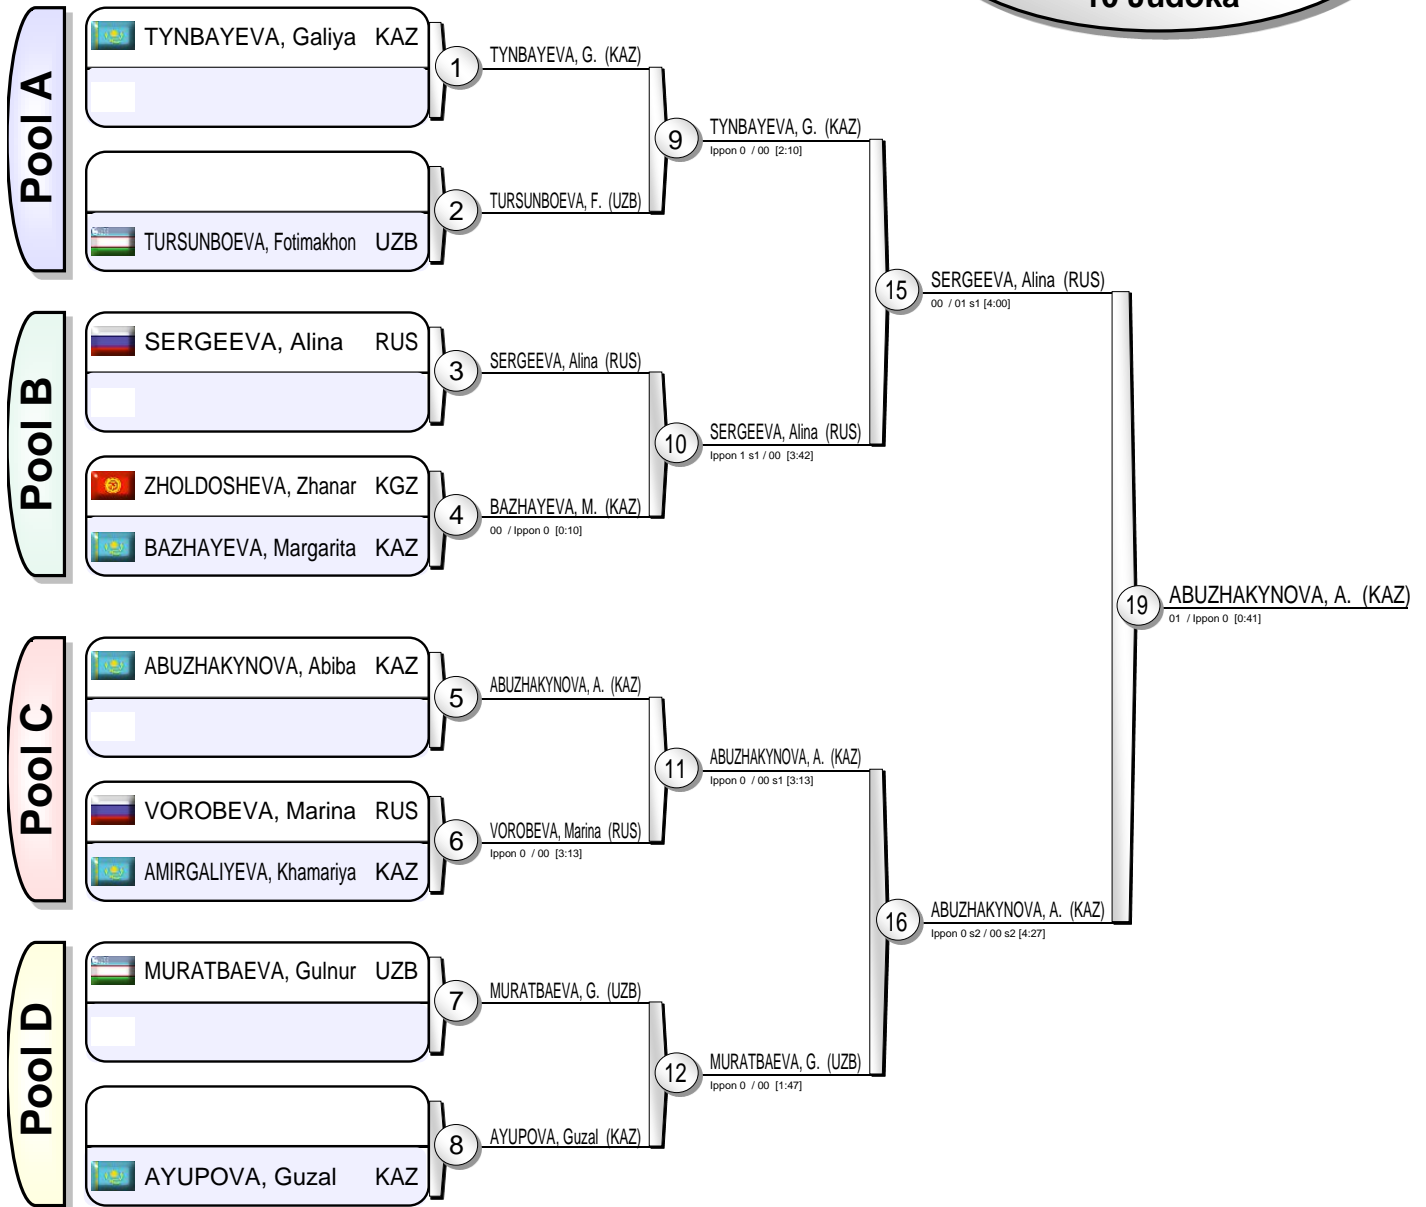 10 Judoka
Pool A
TYNBAYEVA, Galiya KAZ
1
TYNBAYEVA, G. (KAZ)
2
TURSUNBOEVA, Fotimakhon UZB
TURSUNBOEVA, F. (UZB)
9
TYNBAYEVA, G. (KAZ)
Ippon 0 / 00 [2:10]
Pool B
SERGEEVA, Alina RUS
3
SERGEEVA, Alina (RUS)
ZHOLDOSHEVA, Zhanar KGZ
4
BAZHAYEVA, Margarita KAZ
BAZHAYEVA, M. (KAZ)
00 / Ippon 0 [0:10]
10
SERGEEVA, Alina (RUS)
Ippon 1 s1 / 00 [3:42]
15
SERGEEVA, Alina (RUS)
00 / 01 s1 [4:00]
Pool C
ABUZHAKYNOVA, Abiba KAZ
5
ABUZHAKYNOVA, A. (KAZ)
VOROBEVA, Marina RUS
6
AMIRGALIYEVA, Khamariya KAZ
VOROBEVA, Marina (RUS)
Ippon 0 / 00 [3:13]
11
ABUZHAKYNOVA, A. (KAZ)
Ippon 0 / 00 s1 [3:13]
Pool D
MURATBAEVA, Gulnur UZB
7
MURATBAEVA, G. (UZB)
8
AYUPOVA, Guzal KAZ
AYUPOVA, Guzal (KAZ)
12
MURATBAEVA, G. (UZB)
Ippon 0 / 00 [1:47]
16
ABUZHAKYNOVA, A. (KAZ)
Ippon 0 s2 / 00 s2 [4:27]
19
ABUZHAKYNOVA, A. (KAZ)
01 / Ippon 0 [0:41]